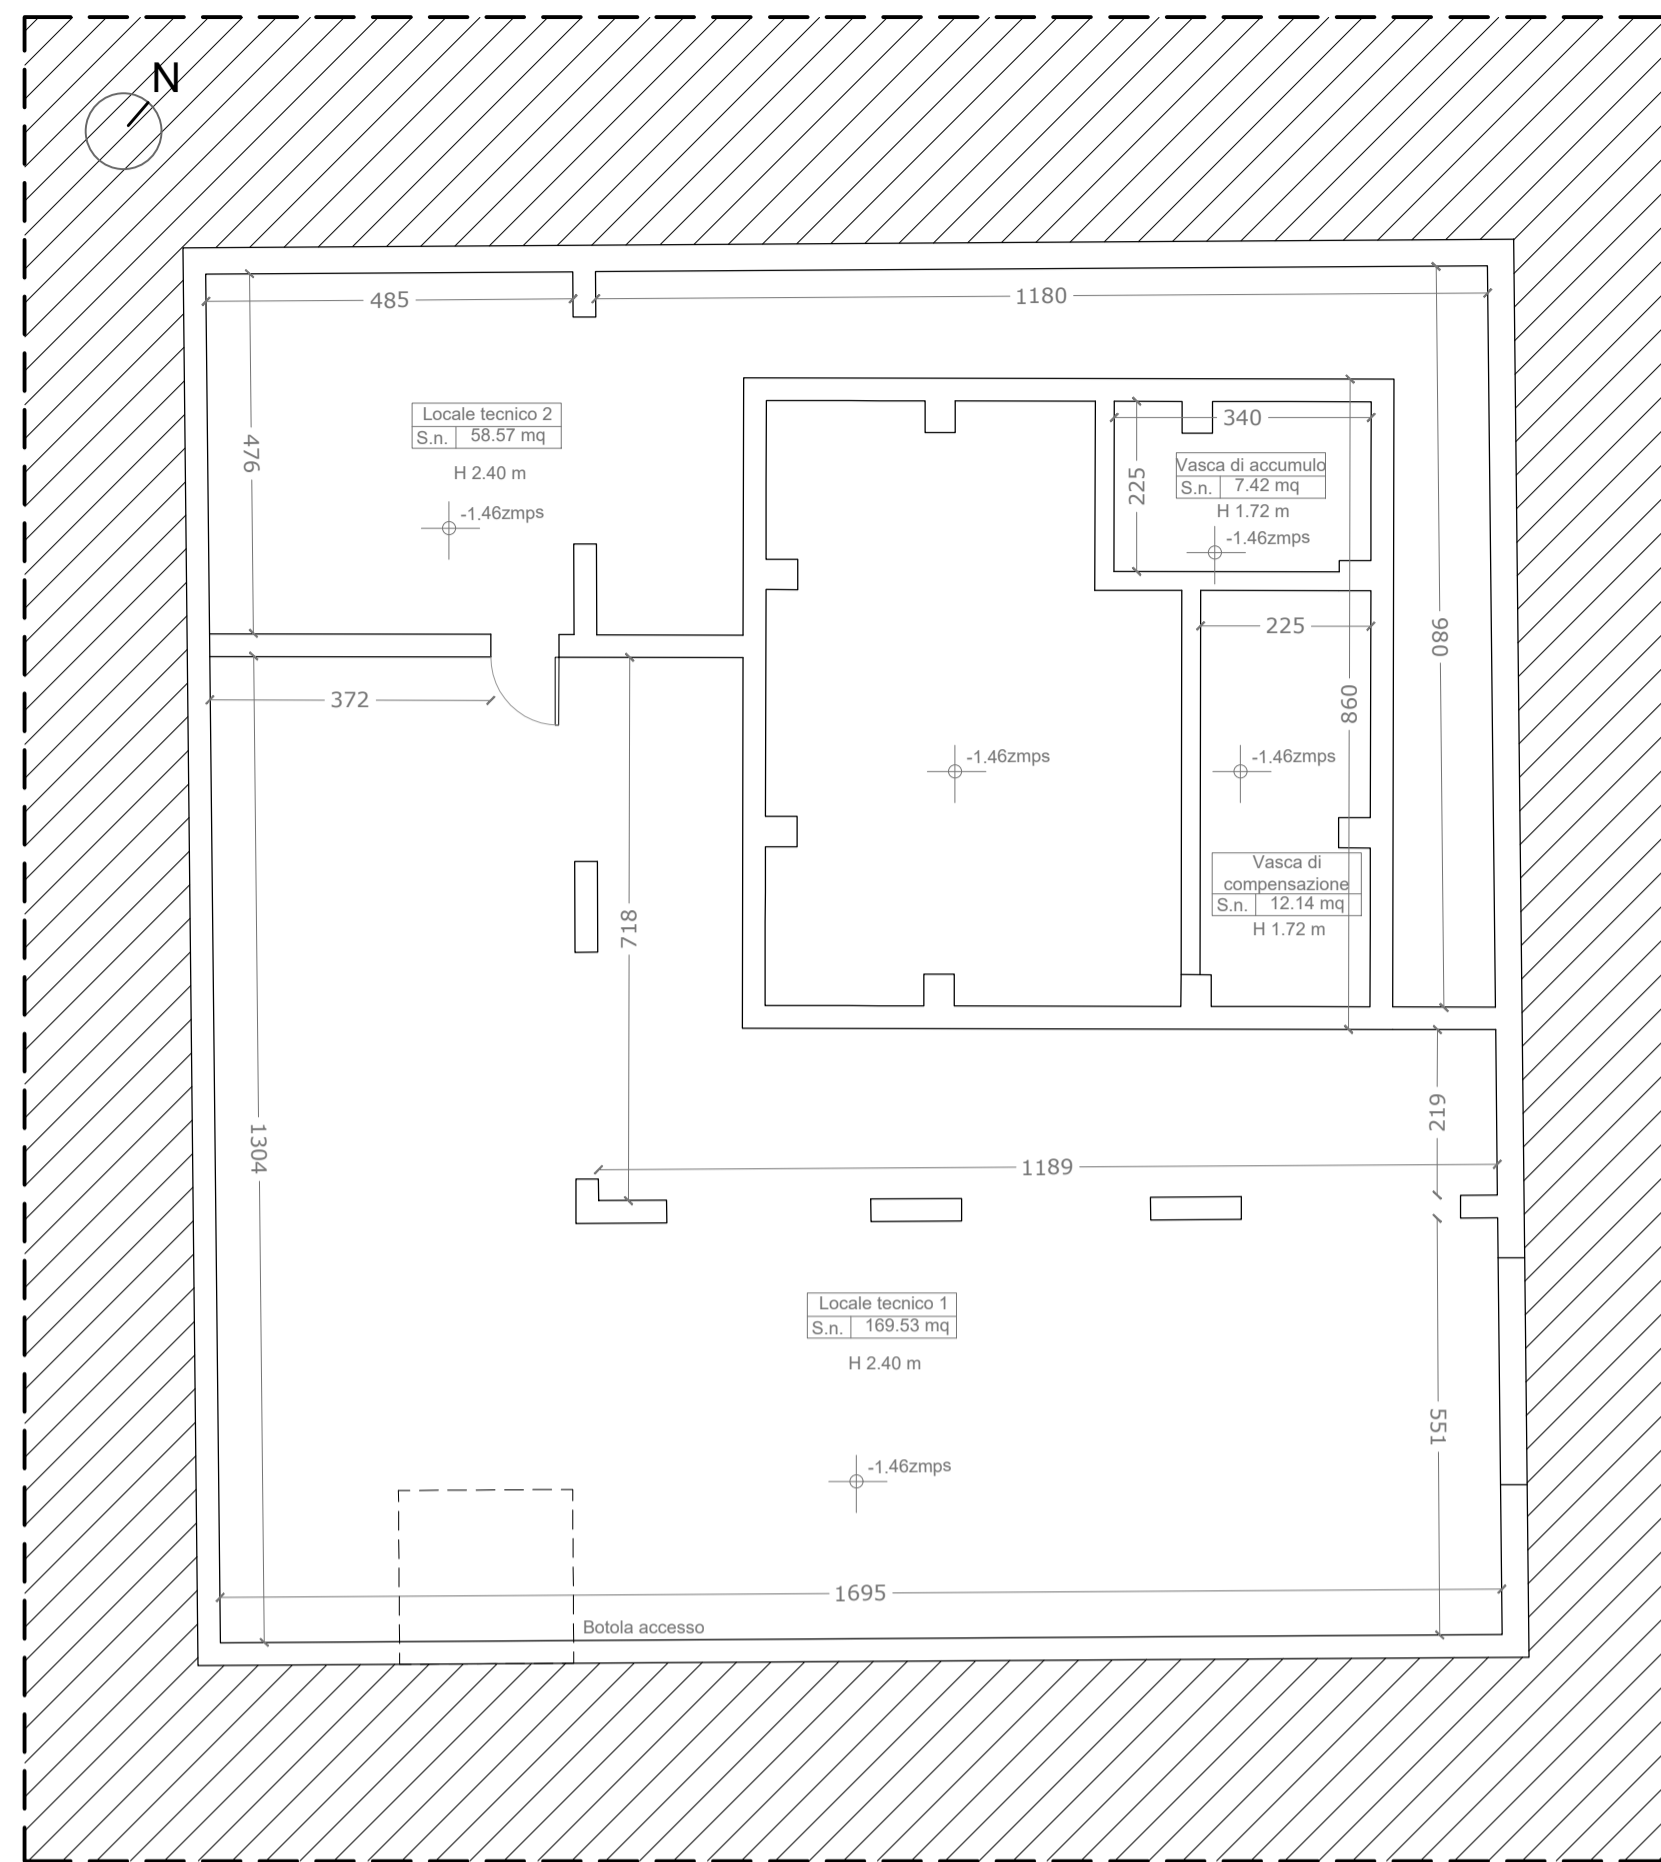 N
485
1180
476
Locale tecnico 2
S.n. 58.57 mq
H 2.40 m
-1.46zmps
340
225
Vasca di accumulo
S.n. 7.42 mq
H 1.72 m
-1.46zmps
225
980
860
372
-1.46zmps
-1.46zmps
Vasca di
compensazione
S.n. 12.14 mq
H 1.72 m
718
1304
219
1189
Locale tecnico 1
S.n. 169.53 mq
H 2.40 m
551
-1.46zmps
1695
Botola accesso